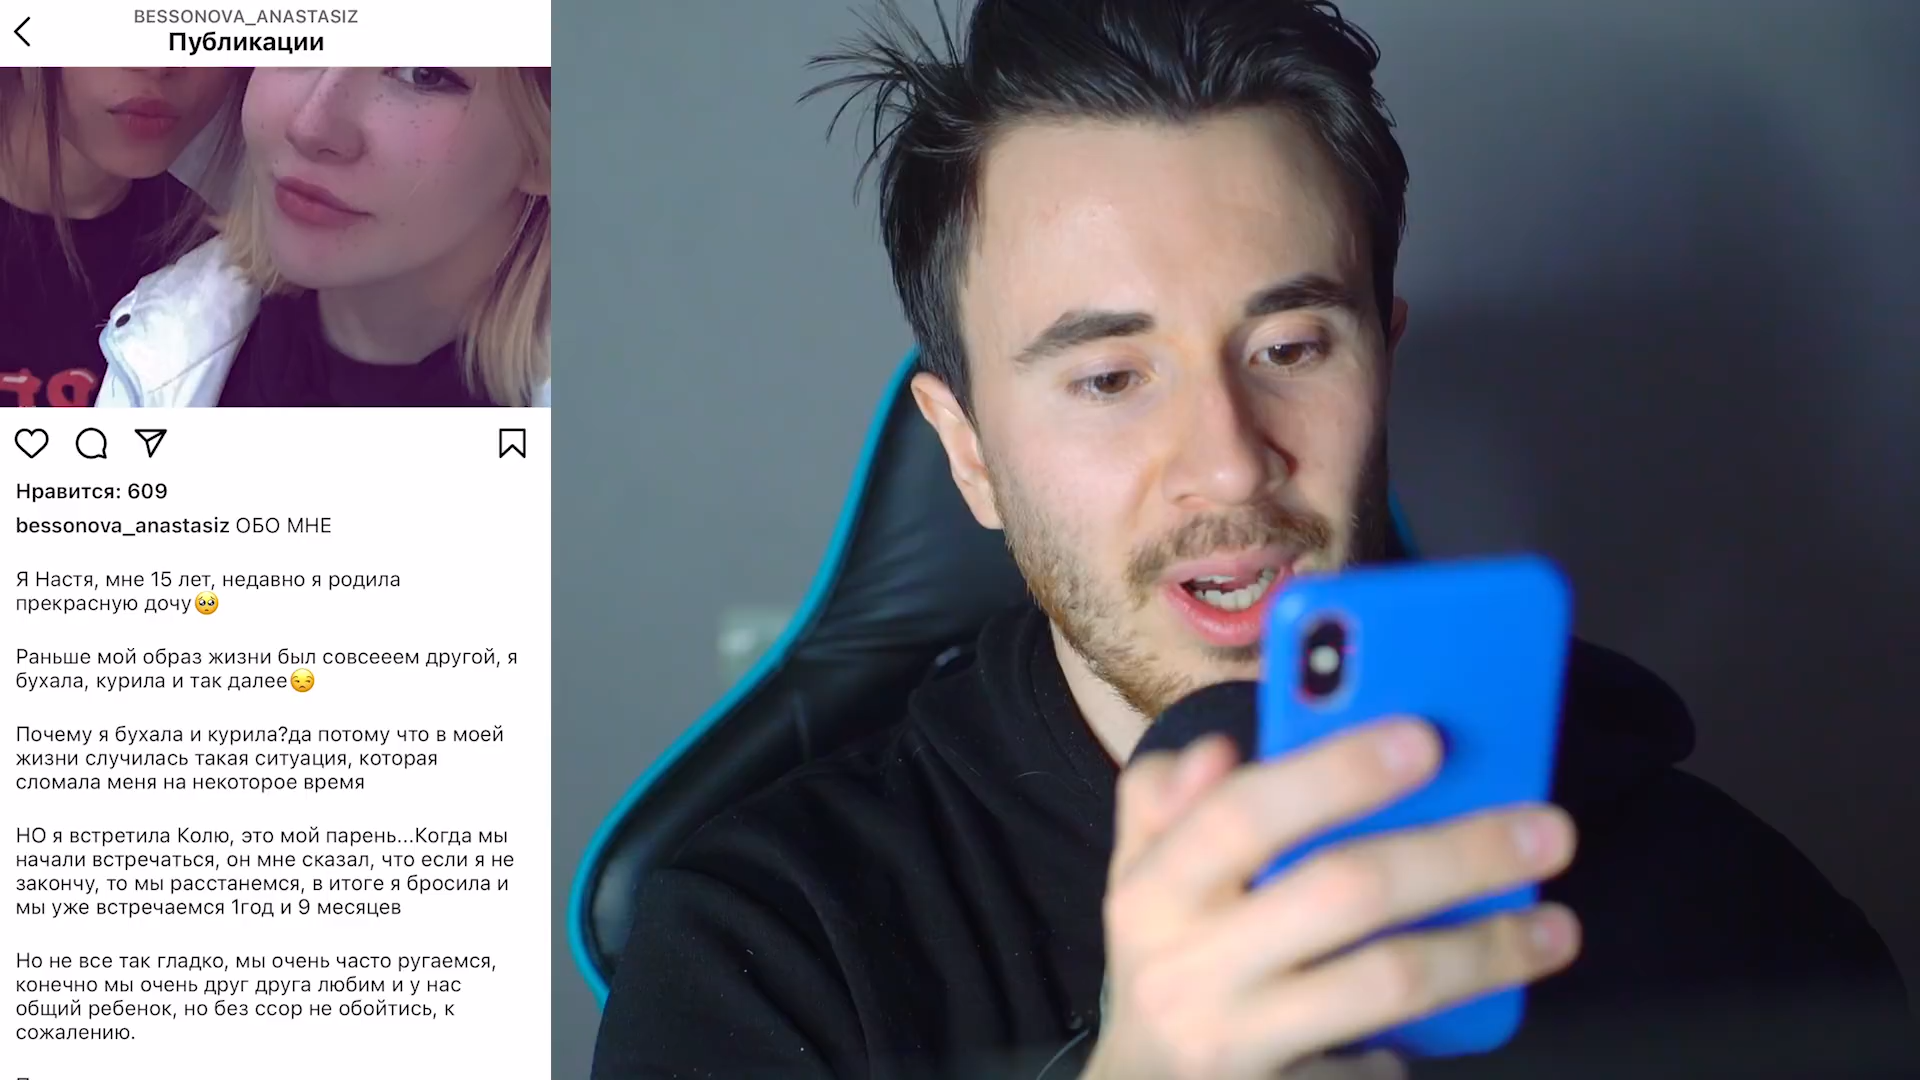 BESSONOVA_ANASTASIZ
Публикации
Нравится: 609
bessonova_anastasiz ОБО МНЕ
Я Настя, мне 15 лет, недавно я родила
прекрасную дочу🥺
Раньше мой образ жизни был совсееем другой, я
бухала, курила и так далее😒
Почему я бухала и курила?да потому что в моей
жизни случилась такая ситуация, которая
сломала меня на некоторое время
НО я встретила Колю, это мой парень...Когда мы
начали встречаться, он мне сказал, что если я не
закончу, то мы расстанемся, в итоге я бросила и
мы уже встречаемся 1год и 9 месяцев
Но не все так гладко, мы очень часто ругаемся,
конечно мы очень друг друга любим и у нас
общий ребенок, но без ссор не обойтись, к
сожалению.